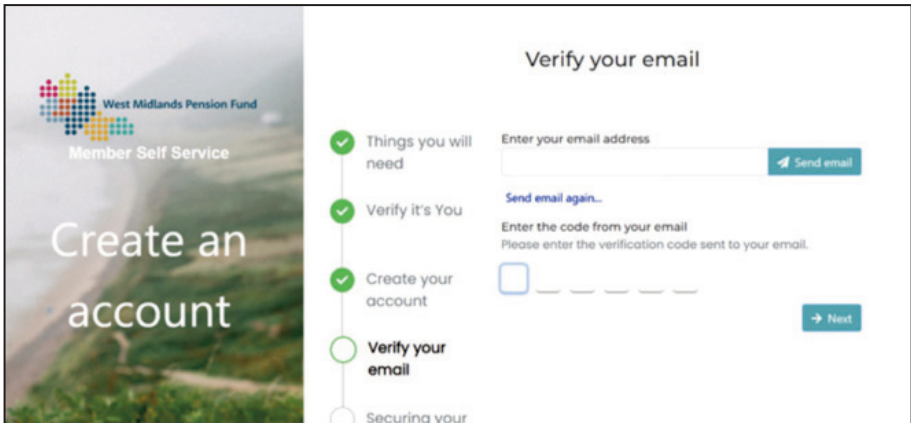 West Midlands Pension Fund
Member Self Service
Create an
account
Things you will
need
Verify it's You
Create your
account
Verify your
email
Securing your
Verify your email
Enter your email address
Send email
Send email again...
Enter the code from your email
Please enter the verification code sent to your email.
Next